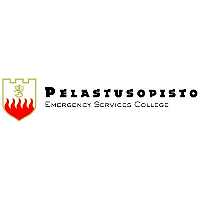 PELASTUSOPISTO
EMERGENCY SERVICES COLLEGE